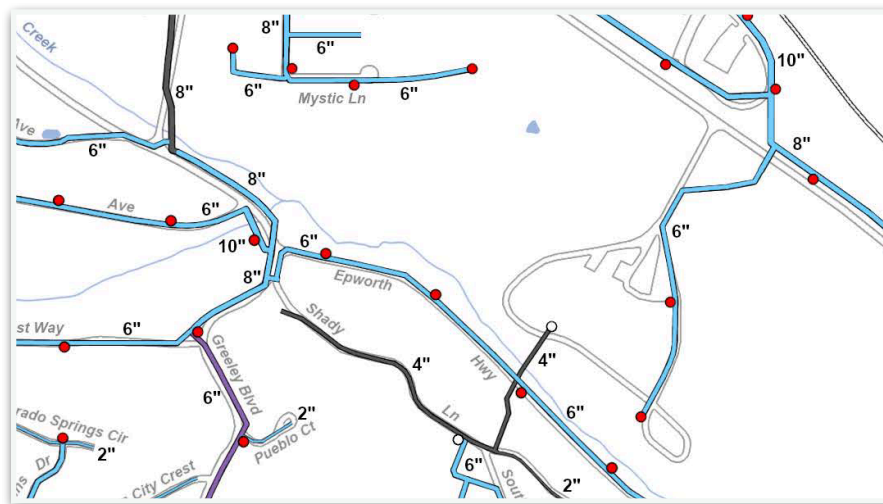 8"
6"
10"
Creek
8"
6"
6"
Mystic Ln
Ave
6"
8"
8"
Ave
6"
10"
6"
8"
Epworth
Shady
st Way
6"
Greeley Blvd
4"
Hwy
4"
6"
Ln
6"
2"
Pueblo Ct
rado Springs Cir
2"
Dr
City Crest
6"
Sout
2"